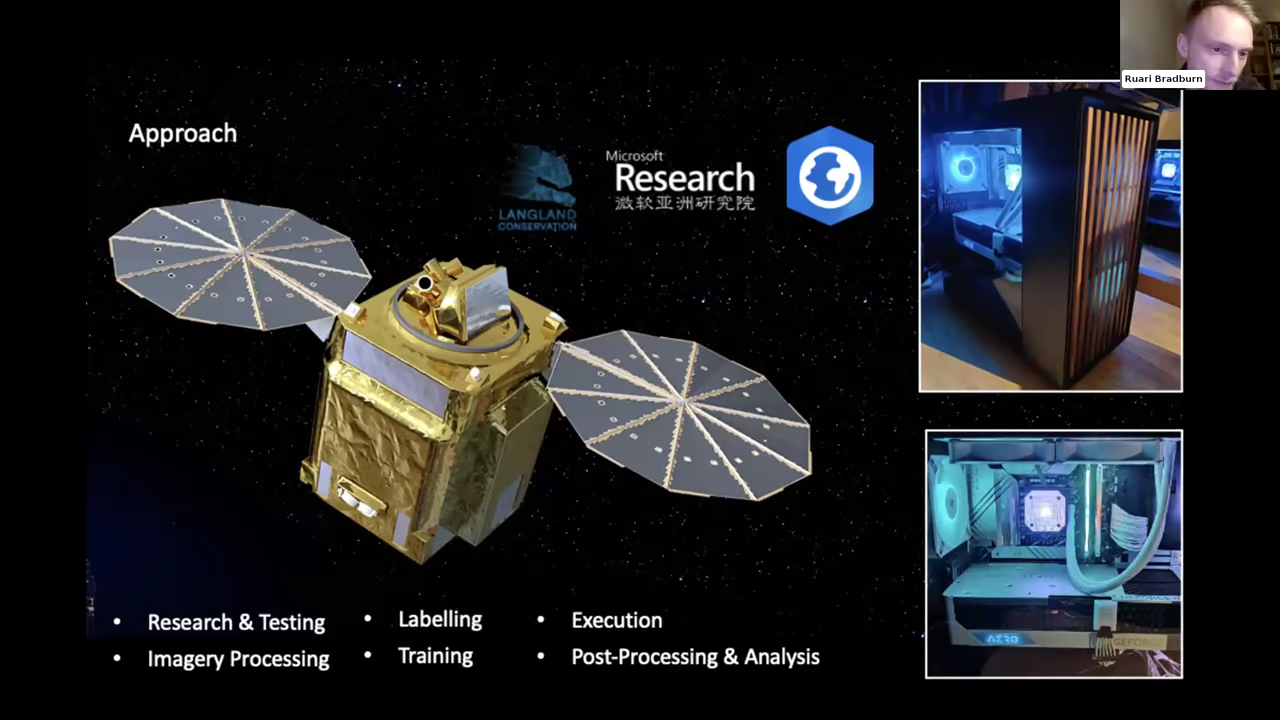 Ruari Bradburn
Approach
LANGLAND
CONSERVATION
Microsoft
Research
微软亚洲研究院
• Research & Testing
• Imagery Processing
• Labelling
• Training
• Execution
• Post-Processing & Analysis
AERO